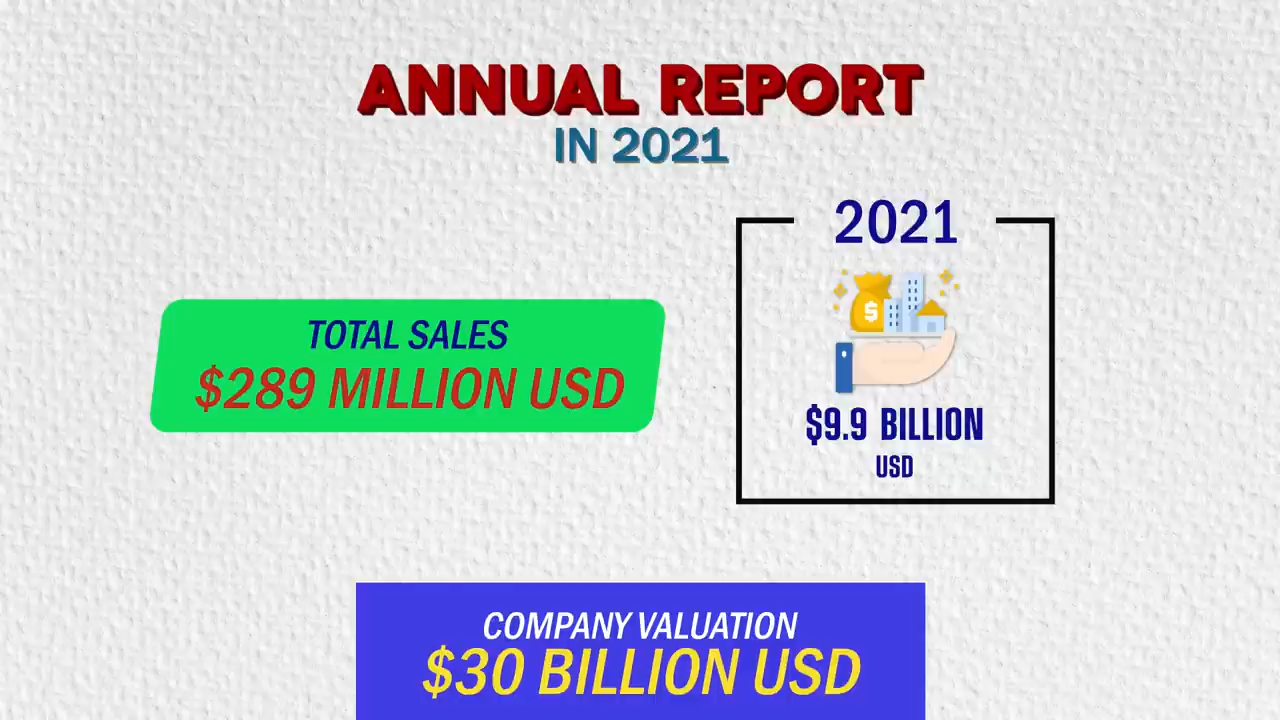 ANNUAL REPORT
IN 2021
TOTAL SALES
$289 MILLION USD
2021
$
$9.9 BILLION
USD
COMPANY VALUATION
$30 BILLION USD